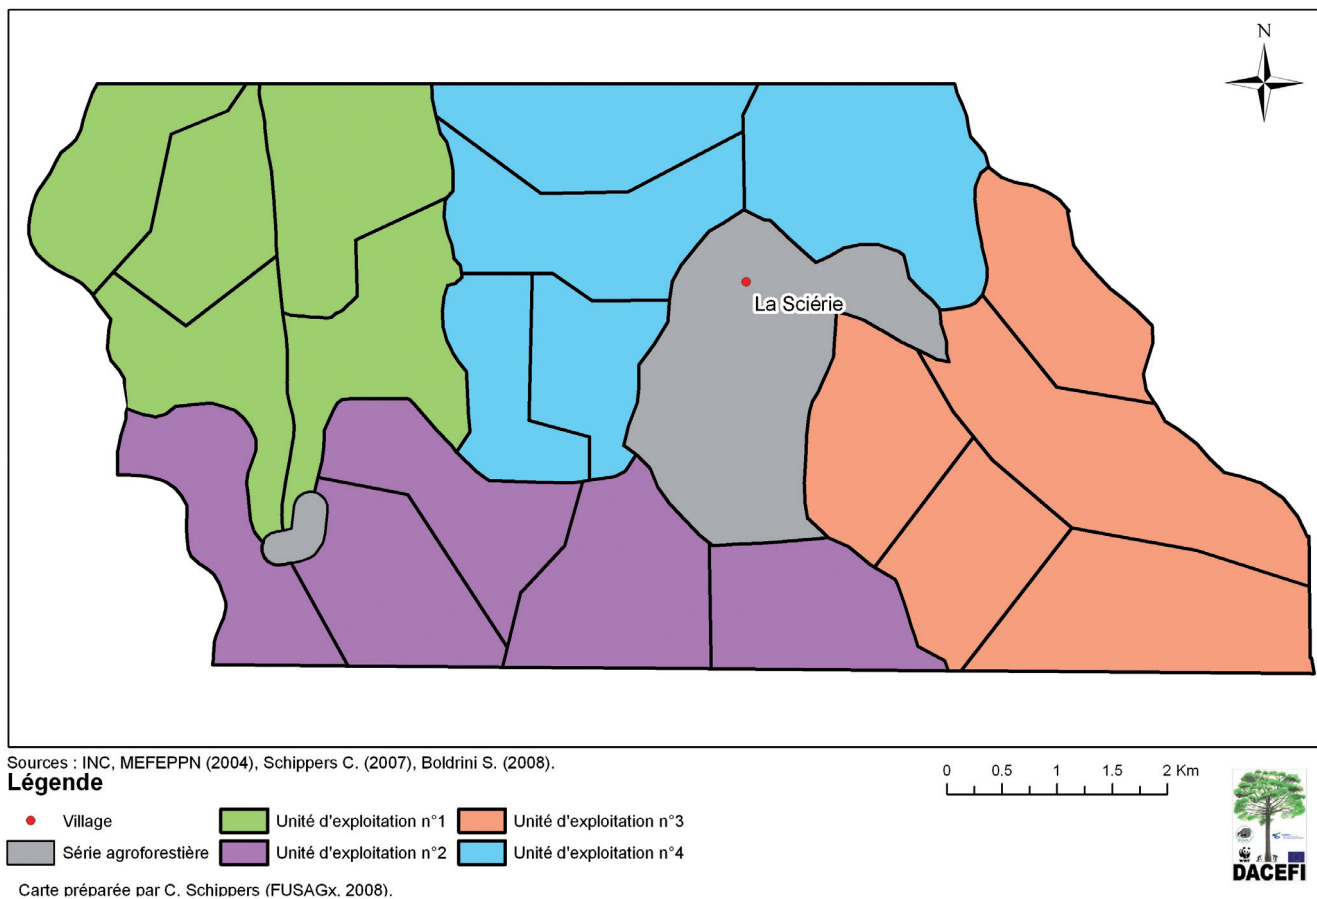 N
La Sciérie
Sources : INC, MEFEPPN (2004), Schippers C. (2007), Boldrini S. (2008).
Légende
Village
Série agroforestière
Unité d'exploitation n°1
Unité d'exploitation n°2
Unité d'exploitation n°3
Unité d'exploitation n°4
0 0.5 1 1.5 2 Km
WWF
DACEFI
Carte préparée par C. Schippers (FUSAGx, 2008).